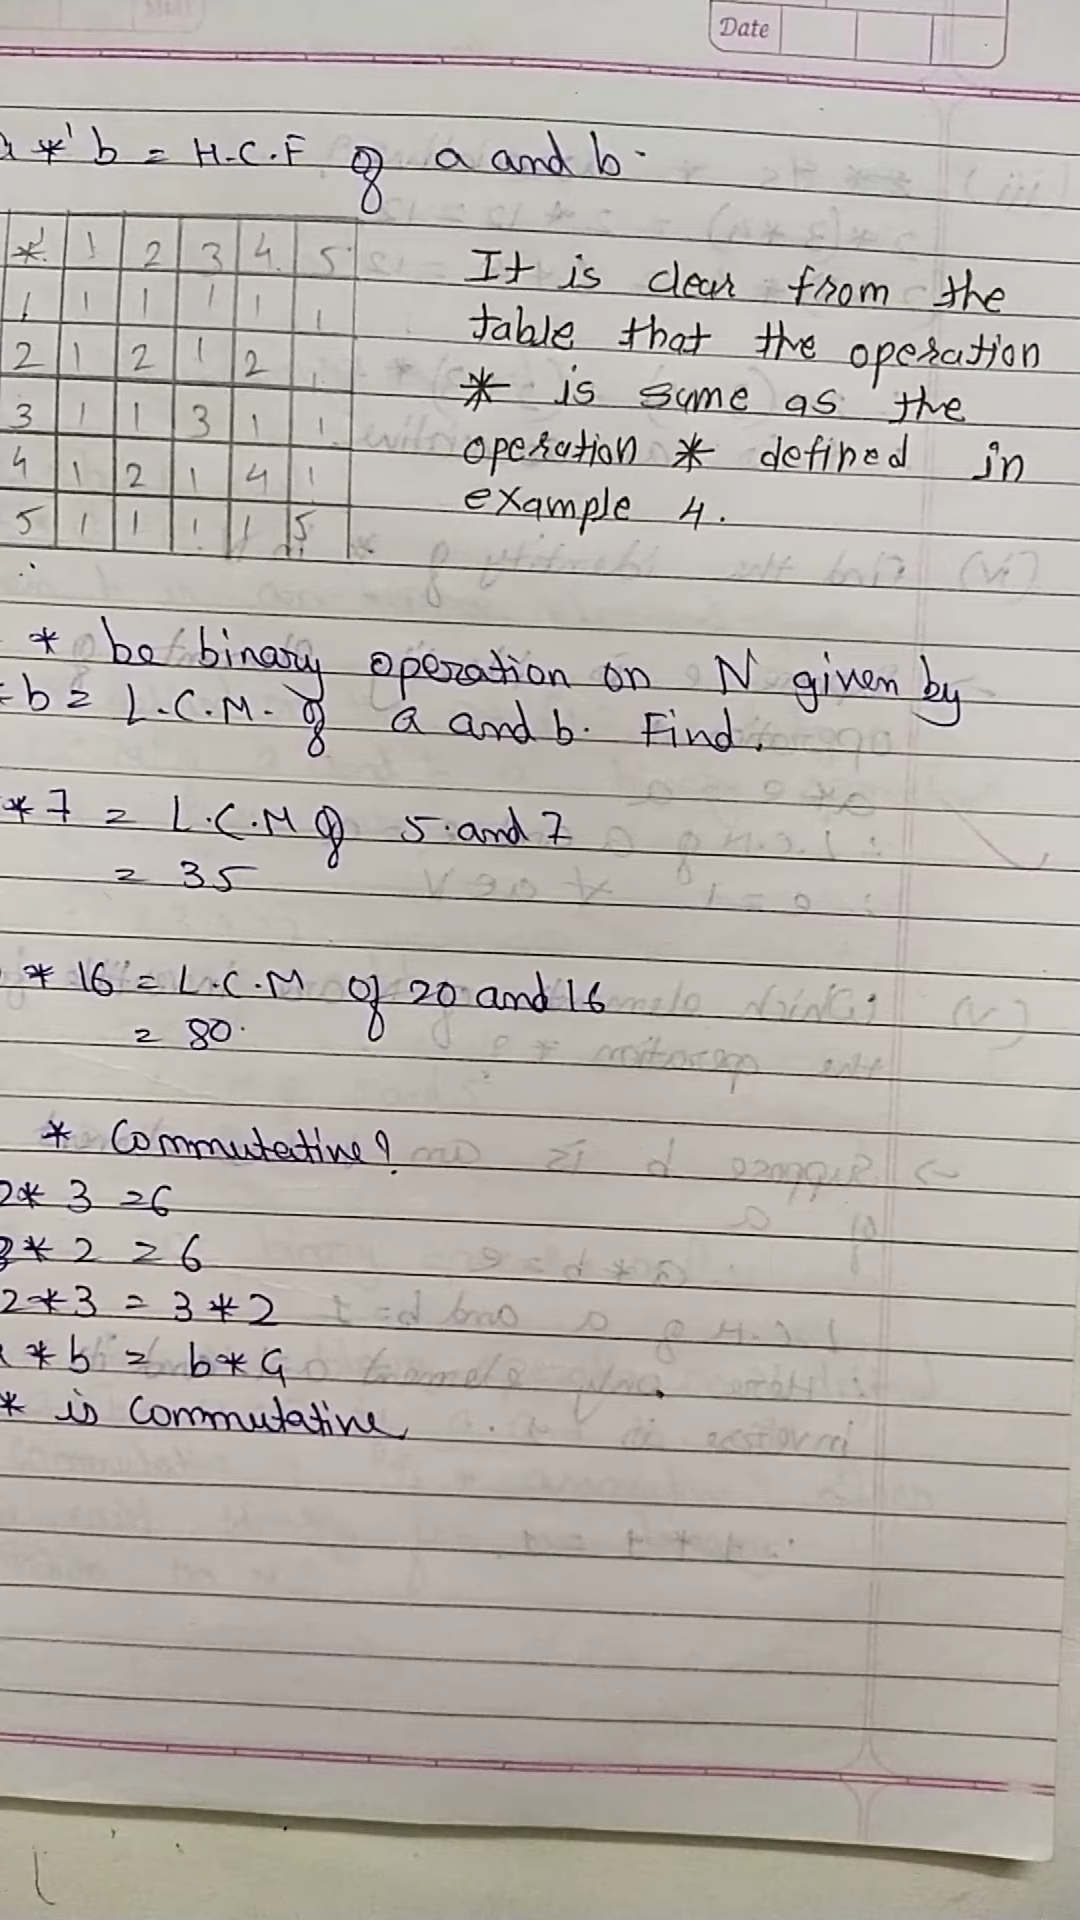 Date
* ' b = H.C.F of a and b.
*' 1 2 3 4 5
1 1 1 1 1 1
2 1 2 1 2 1
3 1 1 3 1 1
4 1 2 1 4 1
5 1 1 1 1 5
It is clear from the
table that the operation
*' is same as the
operation * defined in
example 4.
* be binary operation on N given by
b = L.C.M. of a and b. Find.
* 7 = L.C.M of 5 and 7
= 35
* 16 = L.C.M of 20 and 16
= 80.
* Commutative?
2 * 3 = 6
3 * 2 = 6
2 * 3 = 3 * 2
* b = b * a
* is commutative